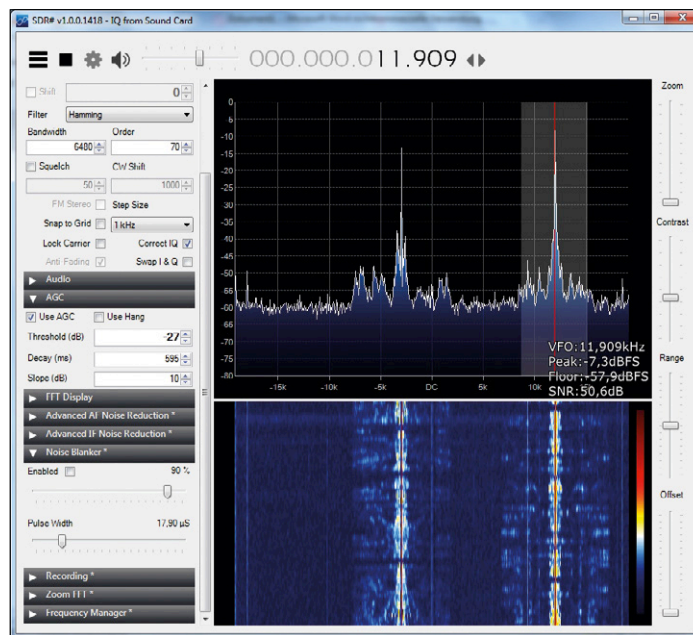 SDR# v1.0.0.1418 - IQ from Sound Card
000.000.011.909
Shift 0
Filter Hamming
Bandwidth Order
6400 70
Squelch CW Shift
50 1000
FM Stereo Step Size
Snap to Grid 1 kHz
Lock Carrier Correct IQ
Anti Fading Swap I & Q
Audio
AGC
Use AGC Use Hang
Threshold (dB) -27
Decay (ms) 595
Slope (dB) 10
FFT Display
Advanced AF Noise Reduction *
Advanced IF Noise Reduction *
Noise Blanker *
Enabled 90 %
Pulse Width 17,90 µS
Recording *
Zoom FFT *
Frequency Manager *
0
-5
-10
-15
-20
-25
-30
-35
-40
-45
-50
-55
-60
-65
-70
-75
-80
-15k -10k -5k DC 5k 10k
VFO:11,909kHz
Peak:-7,3dBFS
Floor:-57,9dBFS
SNR:50,6dB
Zoom
Contrast
Range
Offset